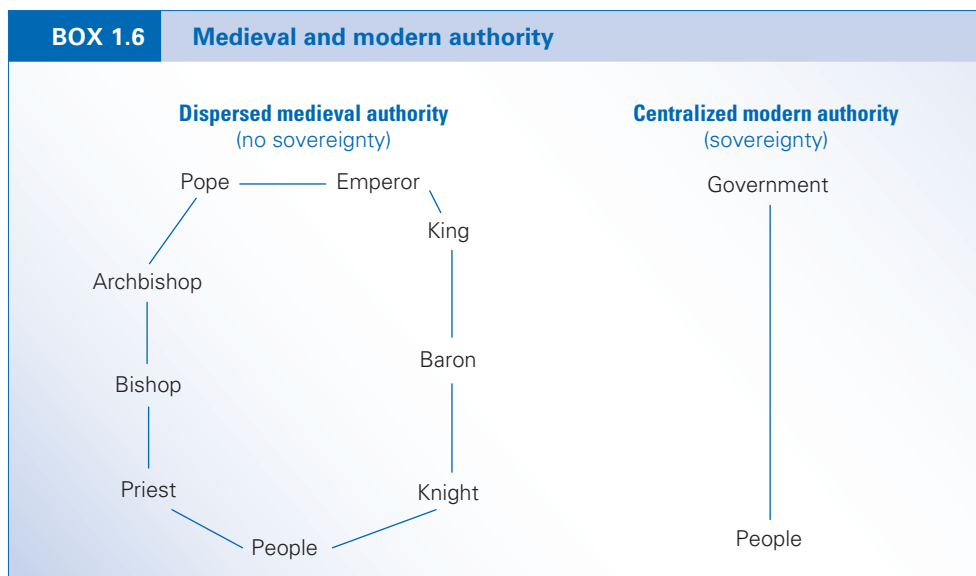 BOX 1.6 Medieval and modern authority
Dispersed medieval authority
(no sovereignty)
Pope
Emperor
King
Archbishop
Baron
Bishop
Priest
Knight
People
Centralized modern authority
(sovereignty)
Government
People